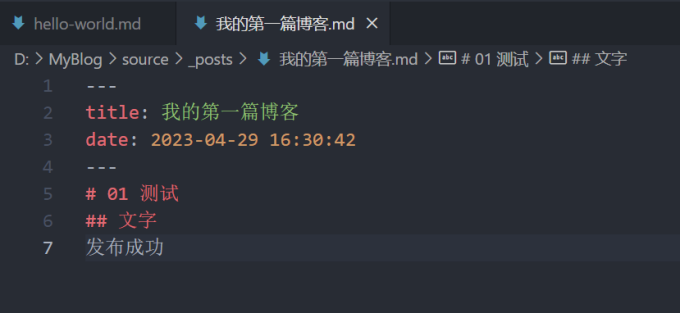 hello-world.md 我的第一篇博客.md ×
D: > MyBlog > source > _posts > 我的第一篇博客.md > abc # 01 测试 > abc ## 文字
1 ---
2 title: 我的第一篇博客
3 date: 2023-04-29 16:30:42
4 ---
5 # 01 测试
6 ## 文字
7 发布成功